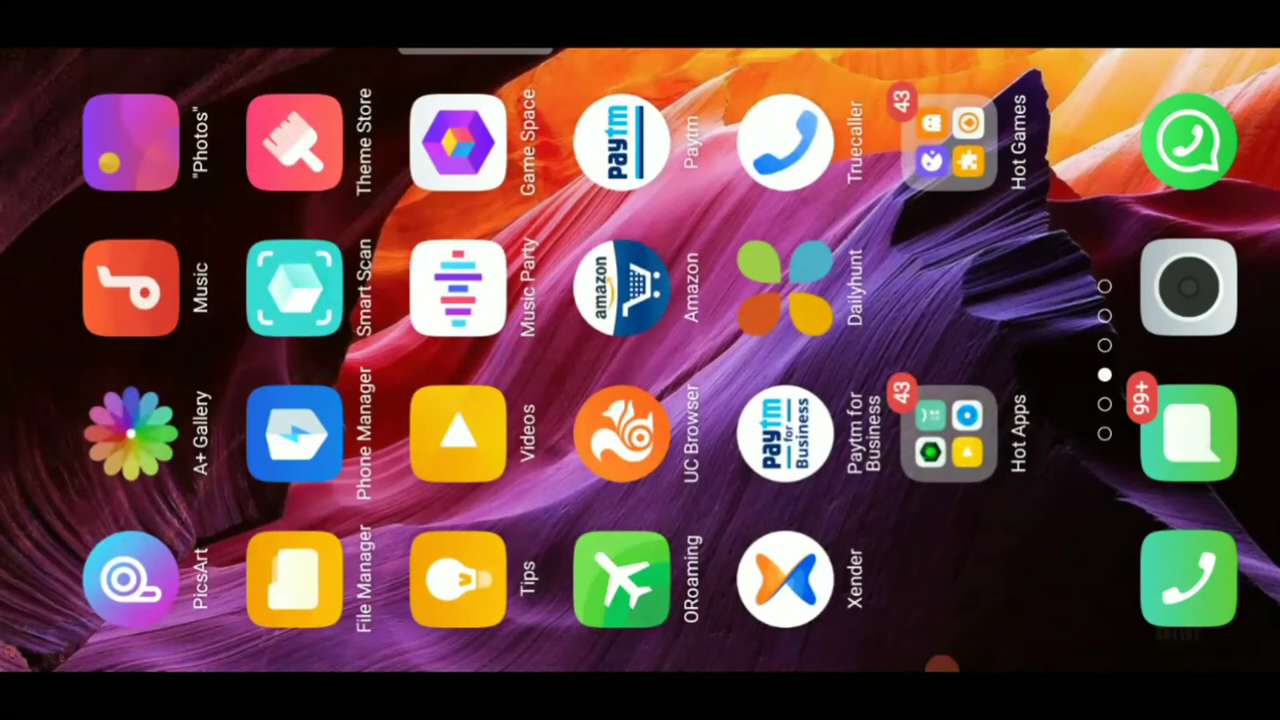 PicsArt
A+Gallery
Music
"Photos"
File Manager
Phone Manager
Smart Scan
Theme Store
Tips
Videos
Music Party
Game Space
amazon
paytm
ORoaming
UC Browser
Amazon
Paytm
paytm
for
Business
Xender
Paytm for
Business
Dailyhunt
Truecaller
43
43
Hot Apps
Hot Games
99+